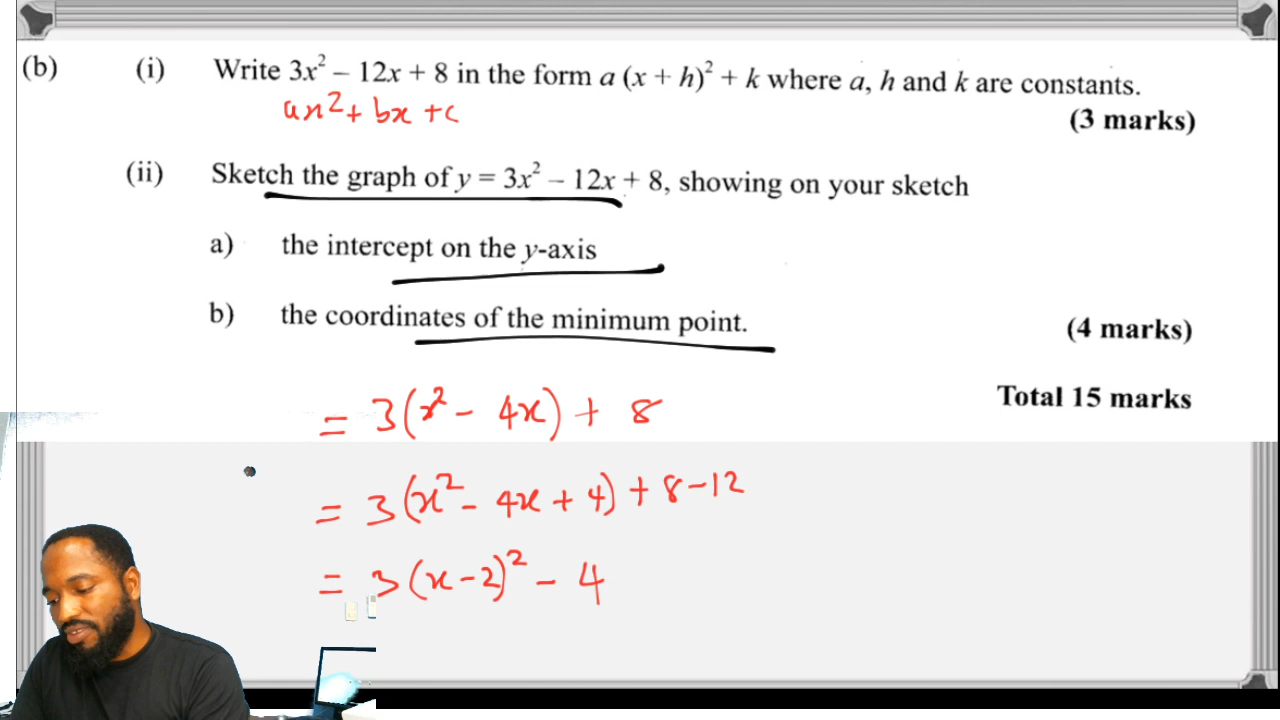 (b) (i) Write 3x² – 12x + 8 in the form a (x + h)² + k where a, h and k are constants.
ax² + bx + c
(3 marks)
(ii) Sketch the graph of y = 3x² – 12x + 8, showing on your sketch
a) the intercept on the y-axis
b) the coordinates of the minimum point.
(4 marks)
Total 15 marks
= 3(x² - 4x) + 8
= 3(x² - 4x + 4) + 8 - 12
= 3(x - 2)² - 4